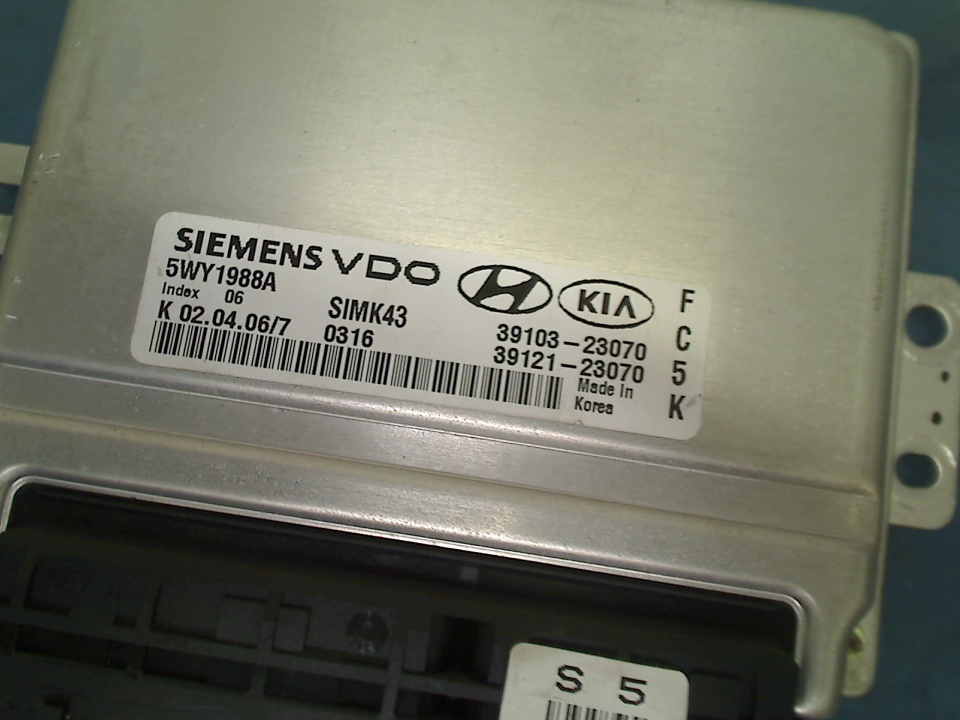 SIEMENS VDO
5WY1988A
Index 06
K 02.04.06/7
SIMK43
0316
KIA
39103-23070
39121-23070
Made In
Korea
F
C
5
K
S 5